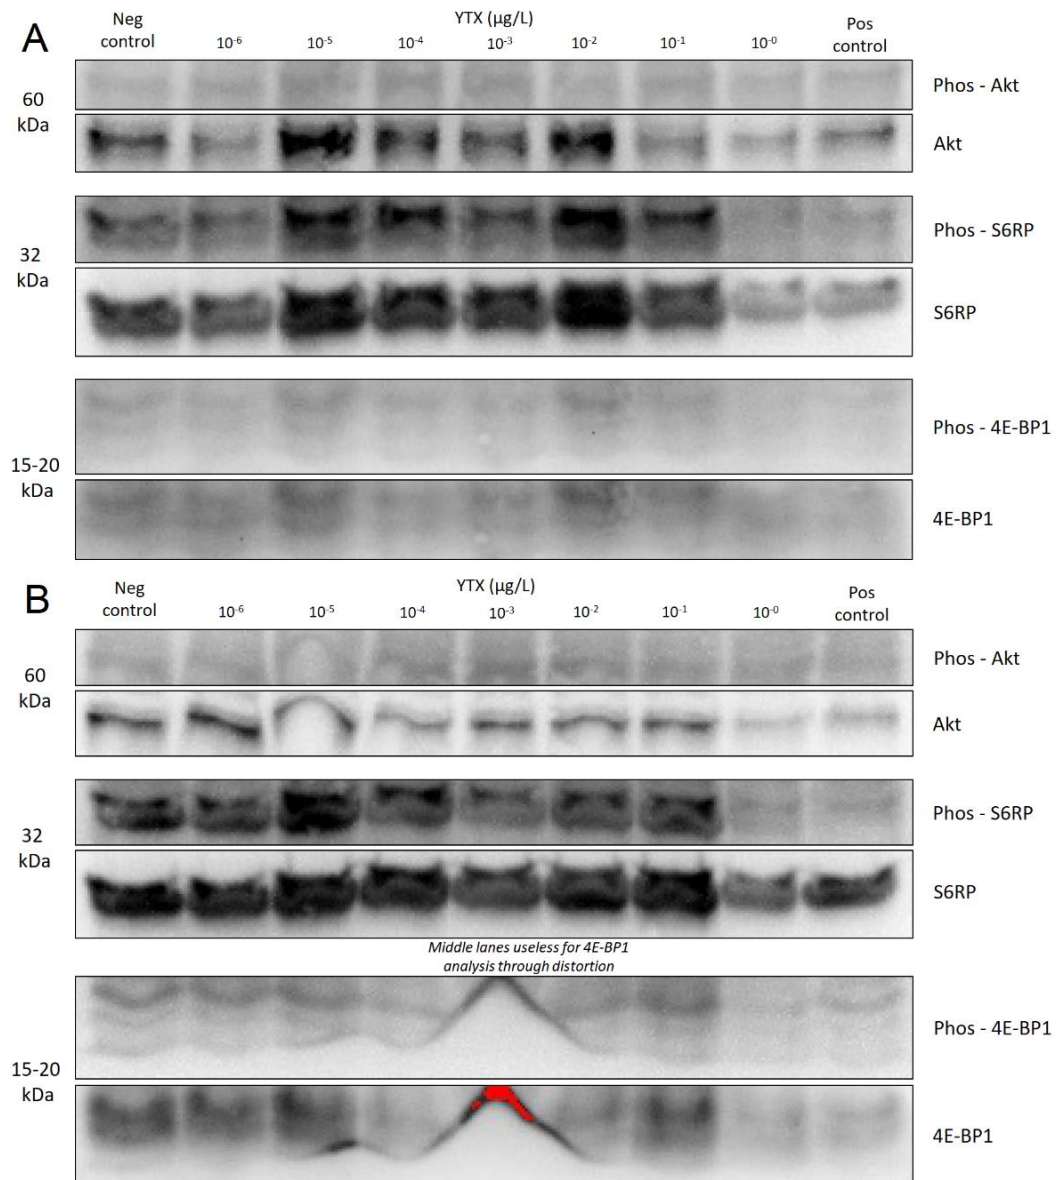 A
Neg
control
YTX (µg/L)
10⁻⁶ 10⁻⁵ 10⁻⁴ 10⁻³ 10⁻² 10⁻¹ 10⁻⁰
Pos
control
60
kDa
Phos - Akt
Akt
32
kDa
Phos - S6RP
S6RP
15-20
kDa
Phos - 4E-BP1
4E-BP1
B
Neg
control
YTX (µg/L)
10⁻⁶ 10⁻⁵ 10⁻⁴ 10⁻³ 10⁻² 10⁻¹ 10⁻⁰
Pos
control
60
kDa
Phos - Akt
Akt
32
kDa
Phos - S6RP
S6RP
Middle lanes useless for 4E-BP1
analysis through distortion
15-20
kDa
Phos - 4E-BP1
4E-BP1